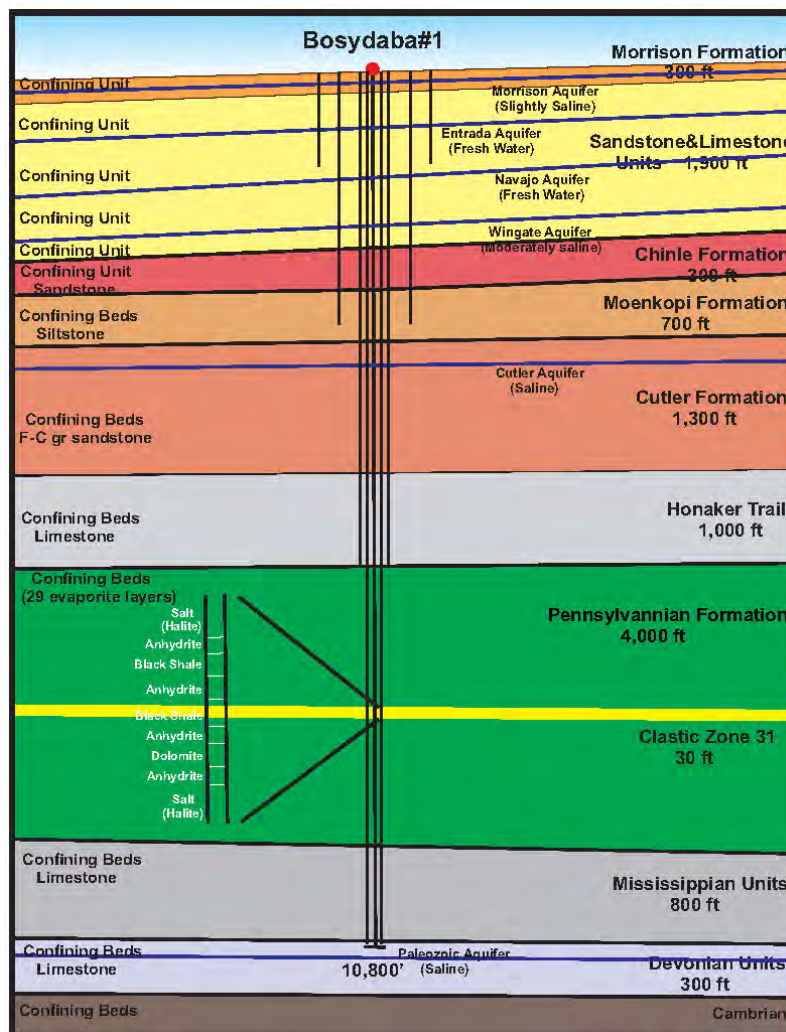 Bosydaba#1
Morrison Formation
300 ft
Confining Unit
Morrison Aquifer
(Slightly Saline)
Confining Unit
Entrada Aquifer
(Fresh Water)
Sandstone&Limestone
Units 1,900 ft
Confining Unit
Navajo Aquifer
(Fresh Water)
Confining Unit
Wingate Aquifer
(Moderately saline)
Confining Unit
Chinle Formation
300 ft
Confining Unit
Sandstone
Moenkopi Formation
700 ft
Confining Beds
Siltstone
Cutler Aquifer
(Saline)
Cutler Formation
1,300 ft
Confining Beds
F-C gr sandstone
Honaker Trail
1,000 ft
Confining Beds
Limestone
Confining Beds
(29 evaporite layers)
Salt
(Halite)
Anhydrite
Black Shale
Anhydrite
Black Shale
Anhydrite
Dolomite
Anhydrite
Salt
(Halite)
Pennsylvannian Formation
4,000 ft
Clastic Zone 31
30 ft
Confining Beds
Limestone
Mississippian Units
800 ft
Confining Beds
Limestone
Paleozoic Aquifer
(Saline)
10,800'
Devonian Units
300 ft
Confining Beds
Cambrian